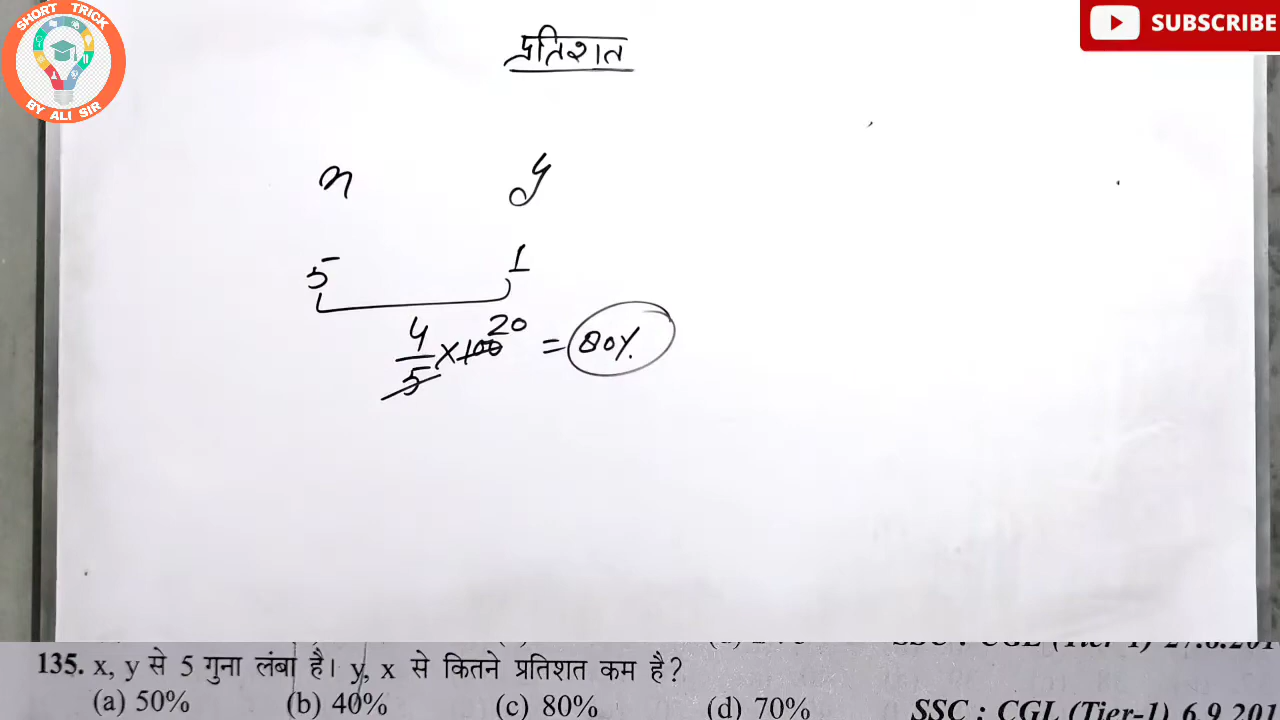 SHORT TRICK
BY ALI SIR
SUBSCRIBE
प्रतिशत
x y
5 1
4/5 × 100 20 = 80%
135. x, y से 5 गुना लंबा है। y, x से कितने प्रतिशत कम है?
(a) 50% (b) 40% (c) 80% (d) 70% SSC : CGL (Tier-1) 6.9.201